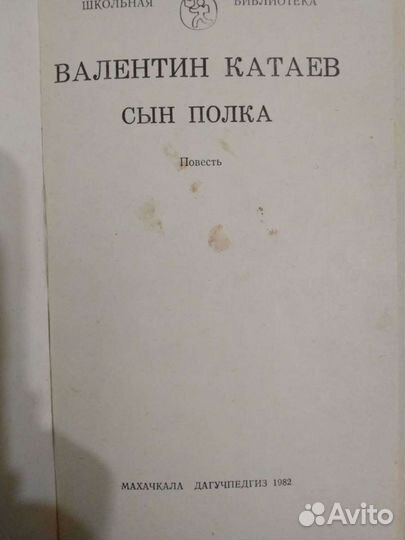 ШКОЛЬНАЯ БИБЛИОТЕКА
ВАЛЕНТИН КАТАЕВ
СЫН ПОЛКА
Повесть
МАХАЧКАЛА ДАГУЧПЕДГИЗ 1982
Avito